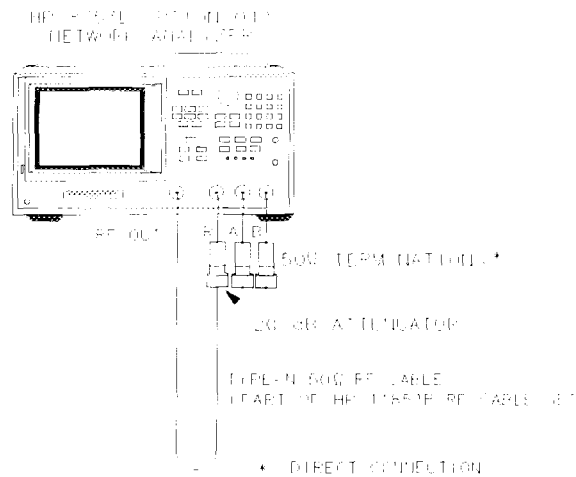 NETWORK ANALYZER
RF OUT
R A B
50Ω TERMINATIONS*
20 dB ATTENUATOR
TYPE-N 50Ω RF CABLE
(PART OF HP 11851B RF CABLE SET
* DIRECT CONNECTION